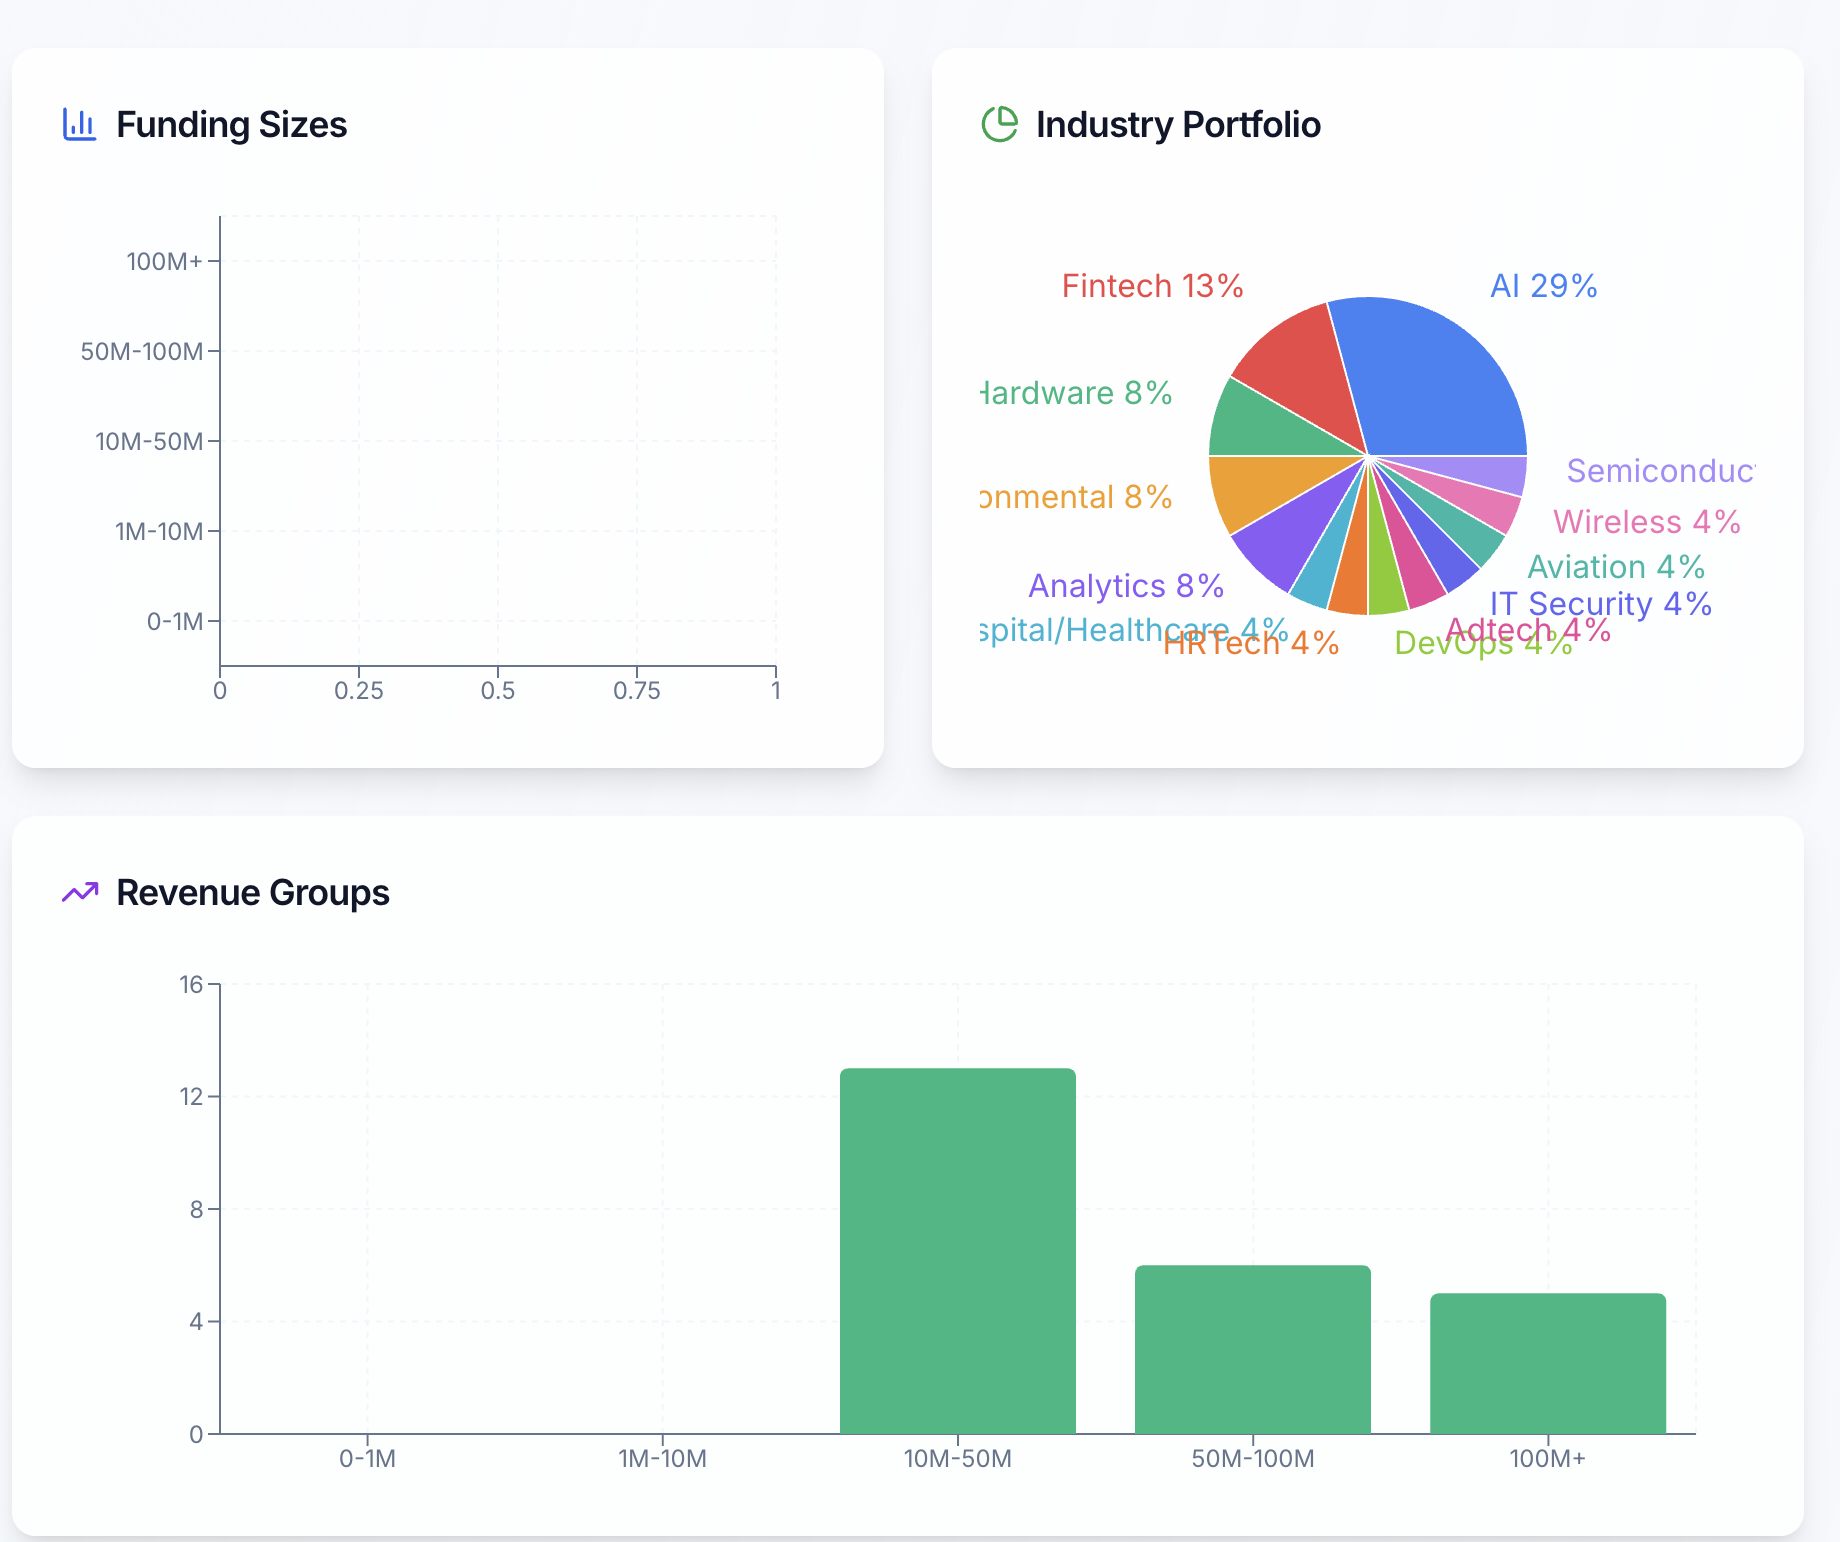 Funding Sizes
100M+
50M-100M
10M-50M
1M-10M
0-1M
0 0.25 0.5 0.75 1
Industry Portfolio
Fintech 13%
AI 29%
Hardware 8%
onmental 8%
Analytics 8%
spital/Healthcare 4%
HRTech 4%
DevOps 4%
Adtech 4%
IT Security 4%
Aviation 4%
Wireless 4%
Semiconduct
Revenue Groups
16
12
8
4
0
0-1M 1M-10M 10M-50M 50M-100M 100M+